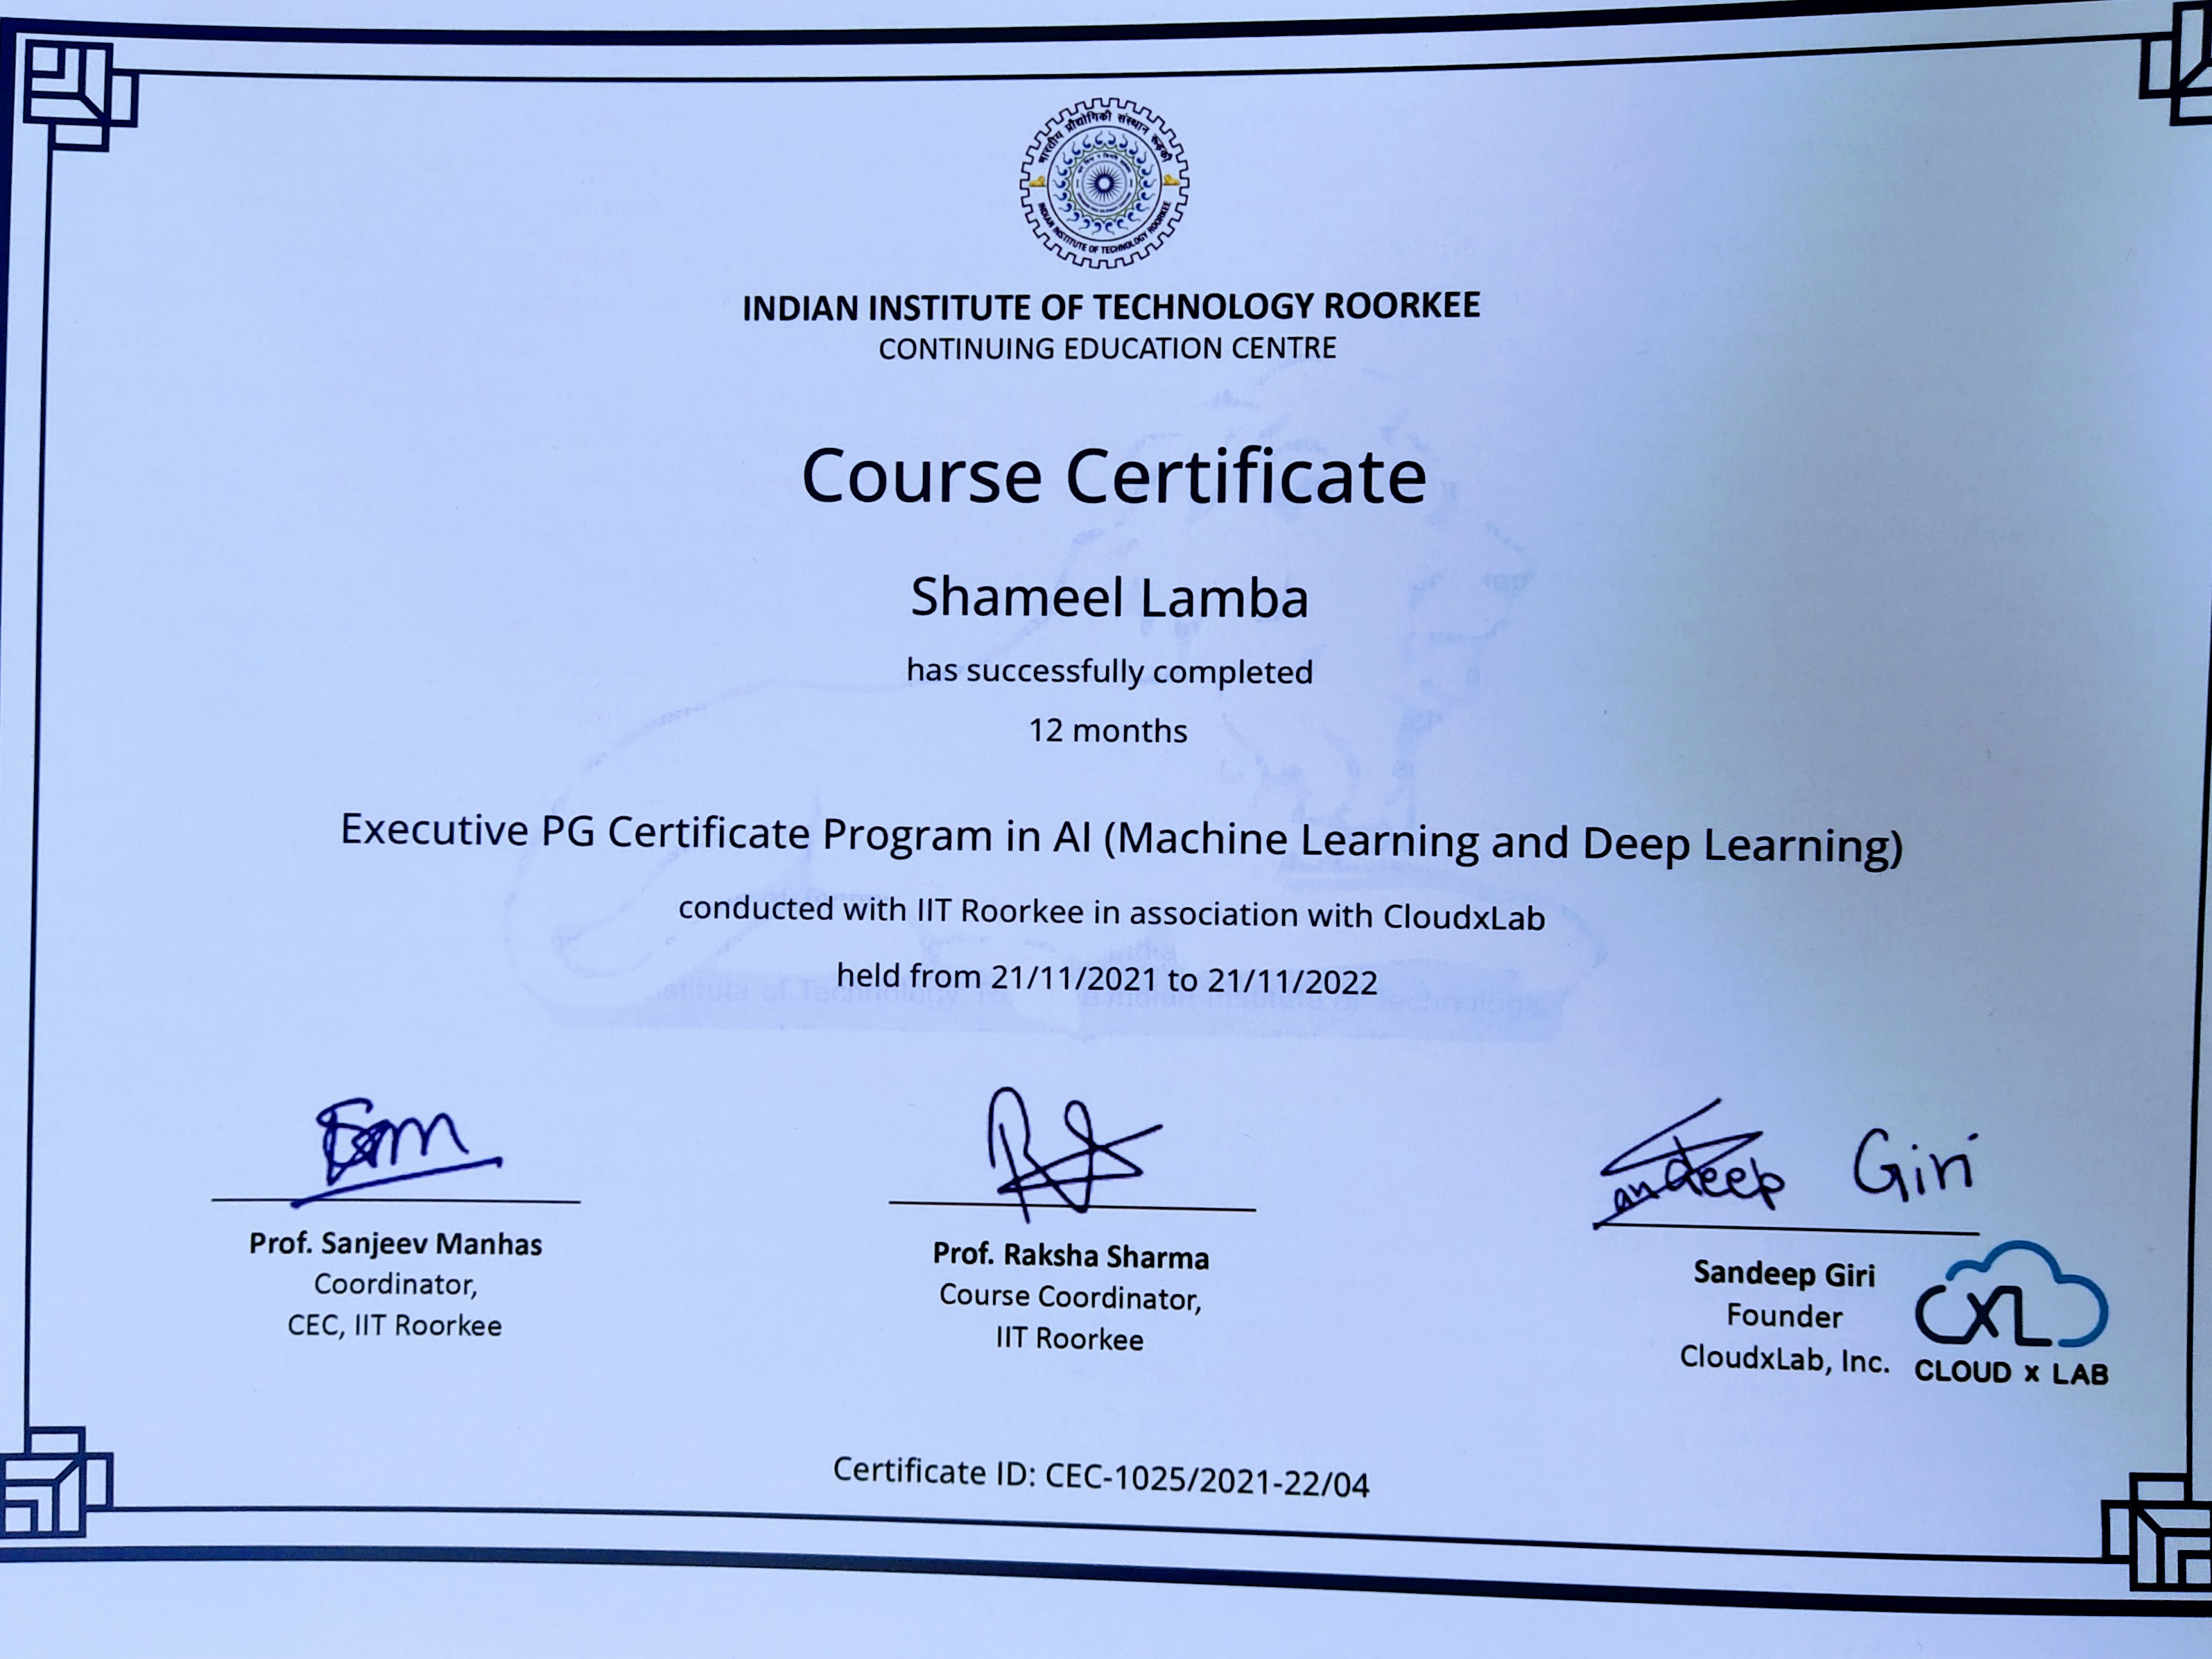 भारतीय प्रौद्योगिकी संस्थान रुड़की
INDIAN INSTITUTE OF TECHNOLOGY ROORKEE
INDIAN INSTITUTE OF TECHNOLOGY ROORKEE
CONTINUING EDUCATION CENTRE
Course Certificate
Shameel Lamba
has successfully completed
12 months
Executive PG Certificate Program in AI (Machine Learning and Deep Learning)
conducted with IIT Roorkee in association with CloudxLab
held from 21/11/2021 to 21/11/2022
Sandeep Giri
Prof. Sanjeev Manhas
Coordinator,
CEC, IIT Roorkee
Prof. Raksha Sharma
Course Coordinator,
IIT Roorkee
Sandeep Giri
Founder
CloudxLab, Inc.
CXL
CLOUD x LAB
Certificate ID: CEC-1025/2021-22/04